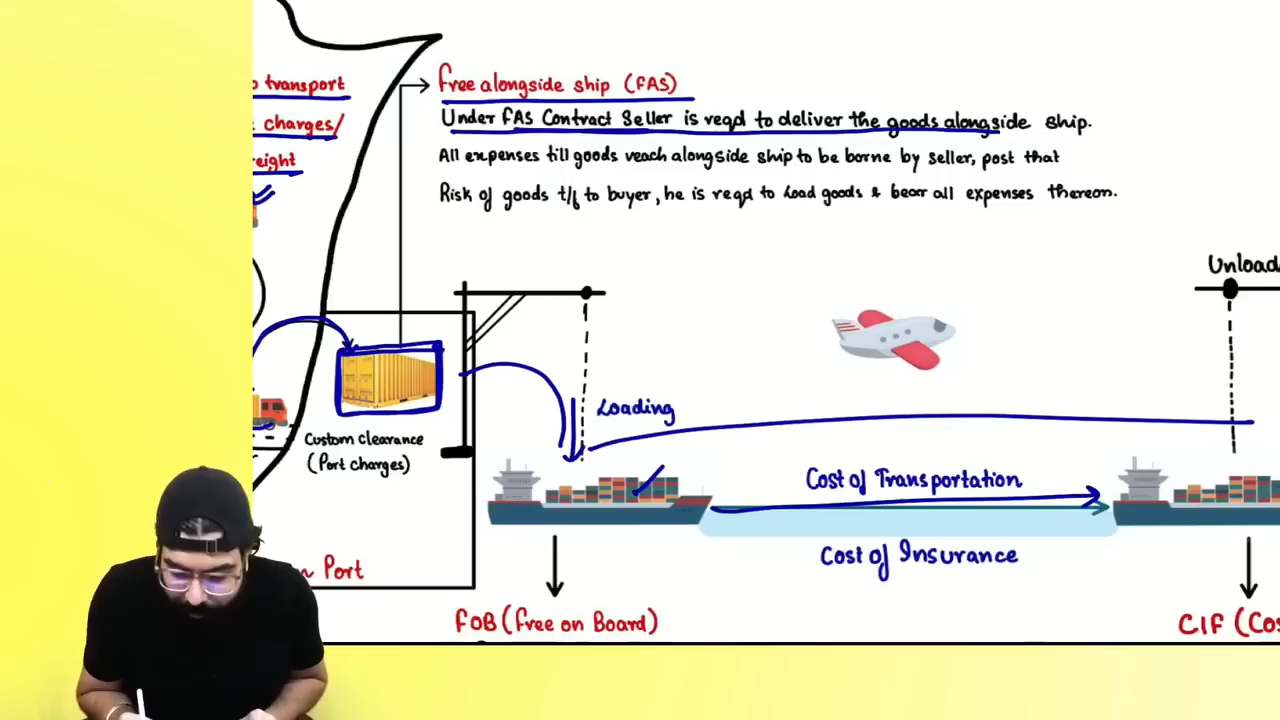 transport
charges/
eight
Free alongside ship (FAS)
Under FAS Contract Seller is reqd to deliver the goods alongside ship.
All expenses till goods reach alongside ship to be borne by seller, post that
Risk of goods t/f to buyer, he is reqd to Load goods & bear all expenses thereon.
Unload
Loading
Custom Clearance
(Port charges)
Cost of Transportation
Cost of Insurance
Port
FOB (Free on Board)
CIF (Cos